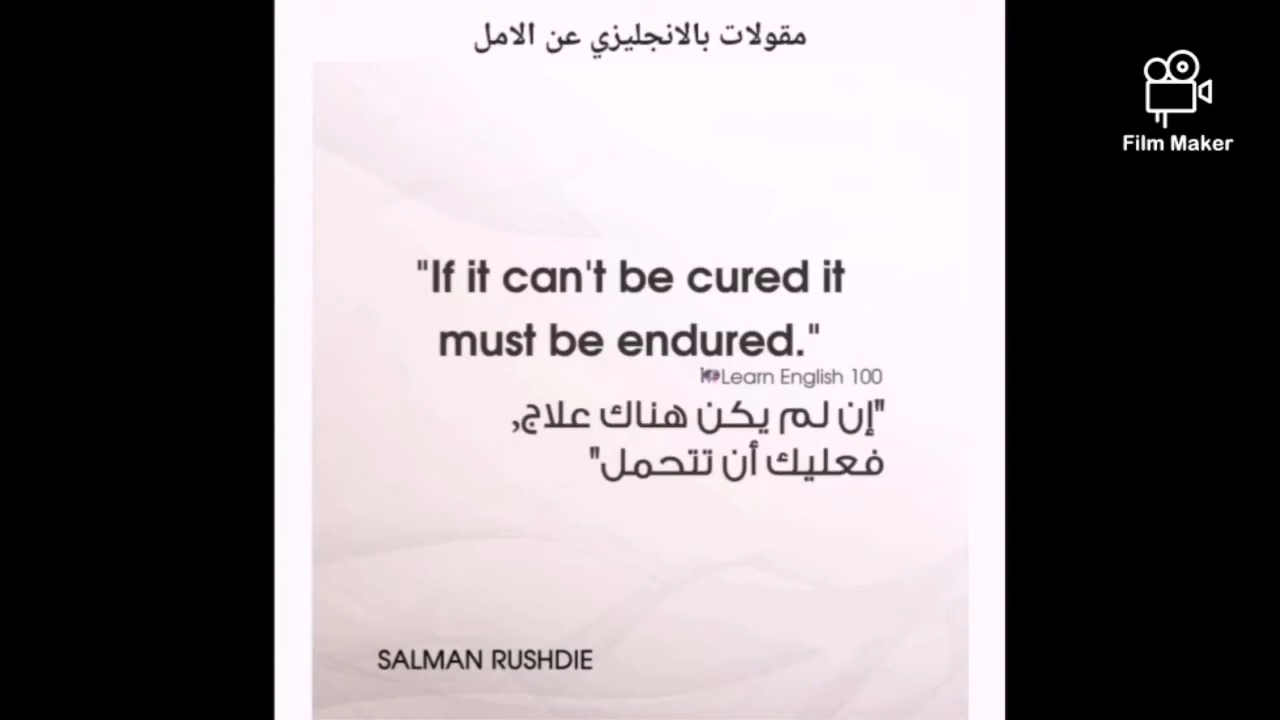 مقولات بالانجليزي عن الامل
Film Maker
"If it can't be cured it
must be endured."
Learn English 100
"إن لم يكن هناك علاج,
فعليك أن تتحمل"
SALMAN RUSHDIE